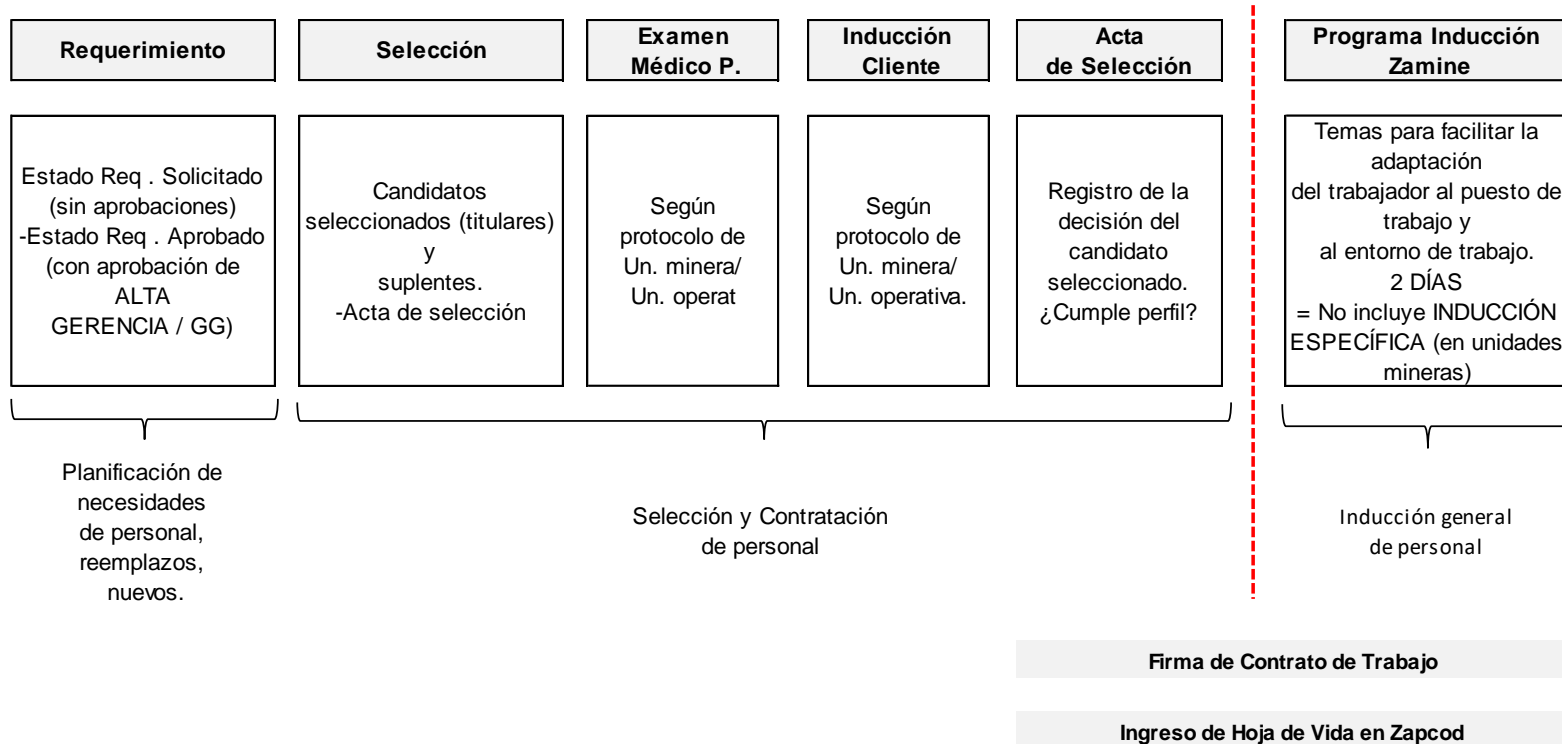 Requerimiento
Selección
Examen
Médico P.
Inducción
Cliente
Acta
de Selección
Programa Inducción
Zamine
Estado Req . Solicitado
(sin aprobaciones)
-Estado Req . Aprobado
(con aprobación de
ALTA
GERENCIA / GG)
Candidatos
seleccionados (titulares)
y
suplentes.
-Acta de selección
Según
protocolo de
Un. minera/
Un. operat
Según
protocolo de
Un. minera/
Un. operativa.
Registro de la
decisión del
candidato
seleccionado.
¿Cumple perfil?
Temas para facilitar la
adaptación
del trabajador al puesto de
trabajo y
al entorno de trabajo.
2 DÍAS
= No incluye INDUCCIÓN
ESPECÍFICA (en unidades
mineras)
Planificación de
necesidades
de personal,
reemplazos,
nuevos.
Selección y Contratación
de personal
Inducción general
de personal
Firma de Contrato de Trabajo
Ingreso de Hoja de Vida en Zapcod